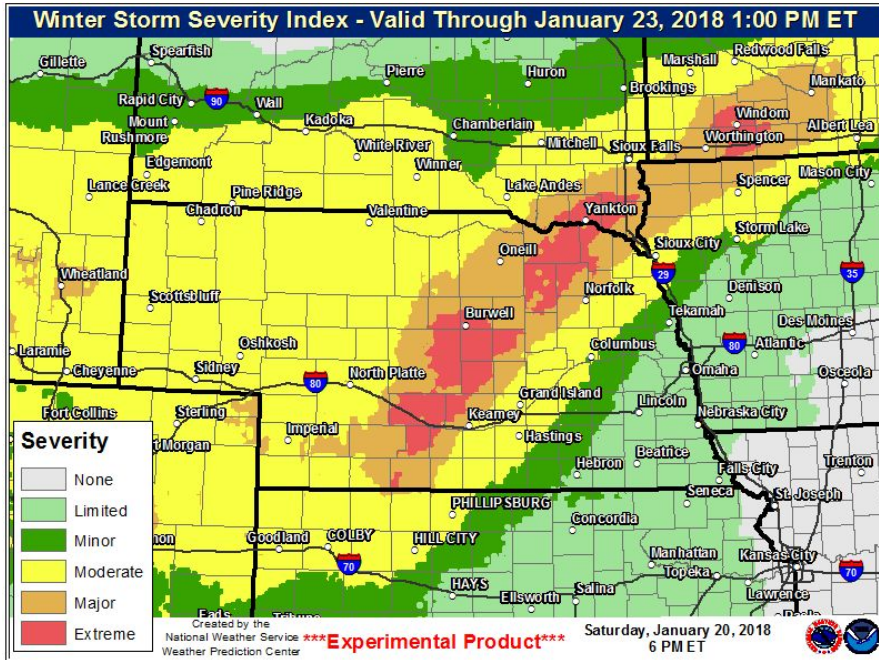 Winter Storm Severity Index - Valid Through January 23, 2018 1:00 PM ET
Gillette
Spearfish
Pierre
Huron
Marshall
Redwood Falls
Mankato
Rapid City
90
Wall
Brookings
Windom
Mount
Rushmore
Kadoka
Chamberlain
Mitchell
Sioux Falls
Worthington
Albert Lea
Edgemont
White River
Winner
Mason City
Lance Creek
Pine Ridge
Lake Andes
Spencer
Chadron
Valentine
Yankton
Oneill
Sioux City
Storm Lake
Wheatland
29
35
Scottsbluff
Norfolk
Denison
Burwell
Tekamah
Des Moines
Laramie
Oshkosh
Columbus
80
Atlantic
Cheyenne
Sidney
80
North Platte
Omaha
Osceola
Fort Collins
Sterling
Grand Island
Lincoln
Nebraska City
Imperial
Kearney
Hastings
t Morgan
Beatrice
Hebron
Falls City
Trenton
Seneca
St. Joseph
PHILLIPSBURG
Concordia
non
Goodland
COLBY
HILL CITY
Manhattan
Kansas City
70
Topeka
70
HAYS
Salina
Lawrence
Ellsworth
Eads
Tribune
Paola
Severity
None
Limited
Minor
Moderate
Major
Extreme
Created by the
National Weather Service
Weather Prediction Center
***Experimental Product***
Saturday, January 20, 2018
6 PM ET